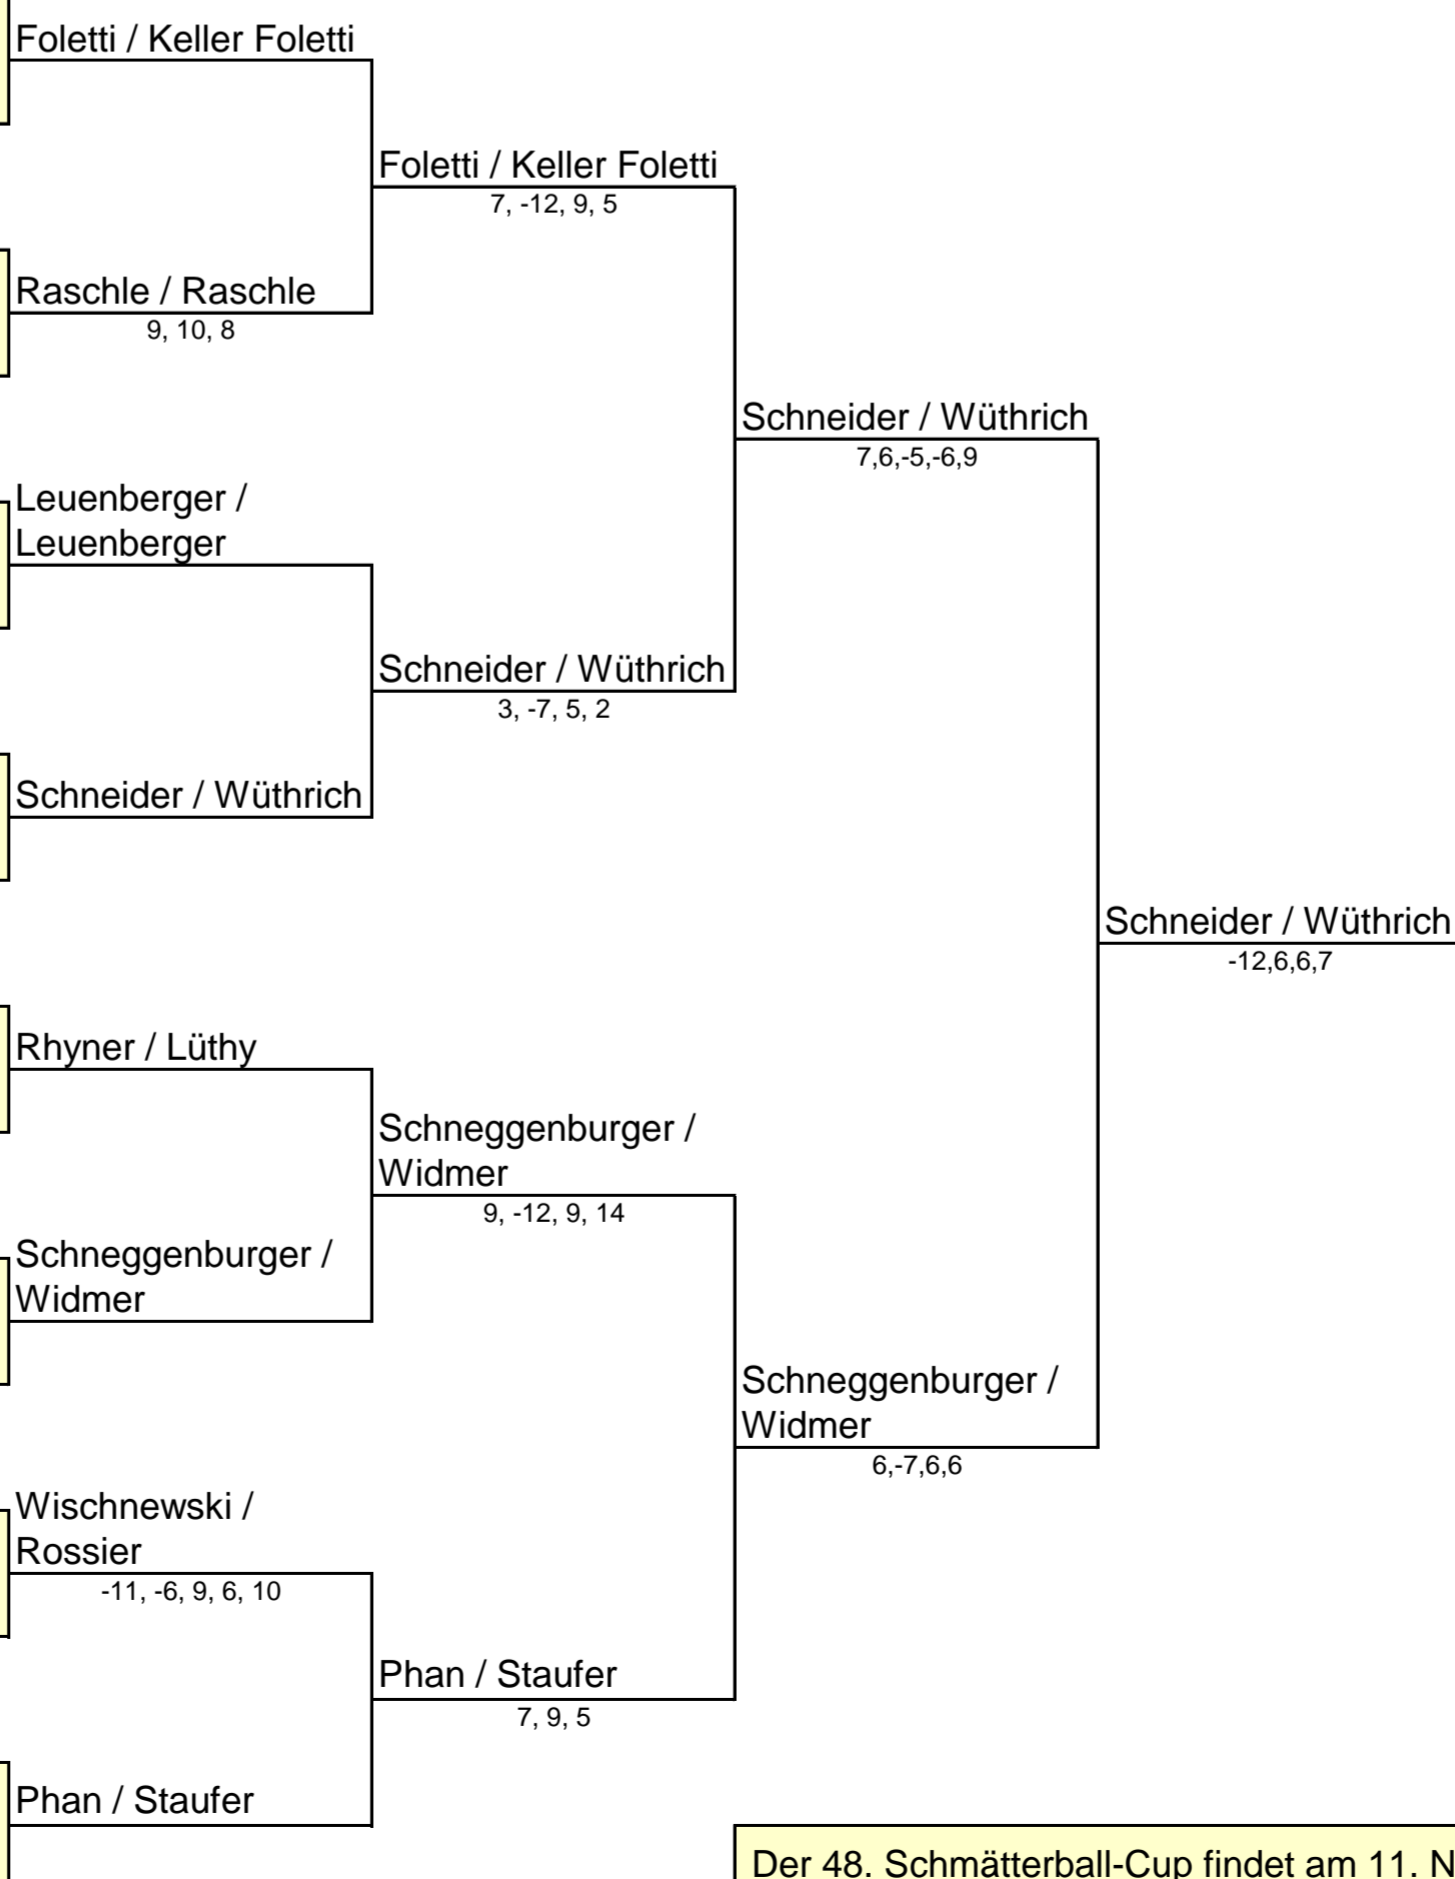 Foletti / Keller Foletti
Foletti / Keller Foletti
7, -12, 9, 5
Raschle / Raschle
9, 10, 8
Schneider / Wüthrich
7,6,-5,-6,9
Leuenberger /
Leuenberger
Schneider / Wüthrich
3, -7, 5, 2
Schneider / Wüthrich
Schneider / Wüthrich
-12,6,6,7
Rhyner / Lüthy
Schneggenburger /
Widmer
9, -12, 9, 14
Schneggenburger /
Widmer
Schneggenburger /
Widmer
6,-7,6,6
Wischnewski /
Rossier
-11, -6, 9, 6, 10
Phan / Staufer
7, 9, 5
Phan / Staufer
Der 48. Schmätterball-Cup findet am 11. N